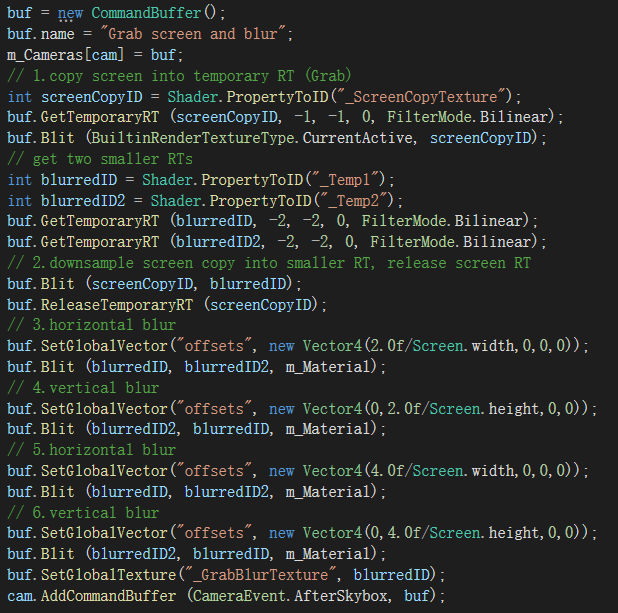 buf = new CommandBuffer();
buf.name = "Grab screen and blur";
m_Cameras[cam] = buf;
// 1.copy screen into temporary RT (Grab)
int screenCopyID = Shader.PropertyToID("_ScreenCopyTexture");
buf.GetTemporaryRT (screenCopyID, -1, -1, 0, FilterMode.Bilinear);
buf.Blit (BuiltinRenderTextureType.CurrentActive, screenCopyID);
// get two smaller RTs
int blurredID = Shader.PropertyToID("_Temp1");
int blurredID2 = Shader.PropertyToID("_Temp2");
buf.GetTemporaryRT (blurredID, -2, -2, 0, FilterMode.Bilinear);
buf.GetTemporaryRT (blurredID2, -2, -2, 0, FilterMode.Bilinear);
// 2.downsample screen copy into smaller RT, release screen RT
buf.Blit (screenCopyID, blurredID);
buf.ReleaseTemporaryRT (screenCopyID);
// 3.horizontal blur
buf.SetGlobalVector("offsets", new Vector4(2.0f/Screen.width,0,0,0));
buf.Blit (blurredID, blurredID2, m_Material);
// 4.vertical blur
buf.SetGlobalVector("offsets", new Vector4(0,2.0f/Screen.height,0,0));
buf.Blit (blurredID2, blurredID, m_Material);
// 5.horizontal blur
buf.SetGlobalVector("offsets", new Vector4(4.0f/Screen.width,0,0,0));
buf.Blit (blurredID, blurredID2, m_Material);
// 6.vertical blur
buf.SetGlobalVector("offsets", new Vector4(0,4.0f/Screen.height,0,0));
buf.Blit (blurredID2, blurredID, m_Material);
buf.SetGlobalTexture("_GrabBlurTexture", blurredID);
cam.AddCommandBuffer (CameraEvent.AfterSkybox, buf);